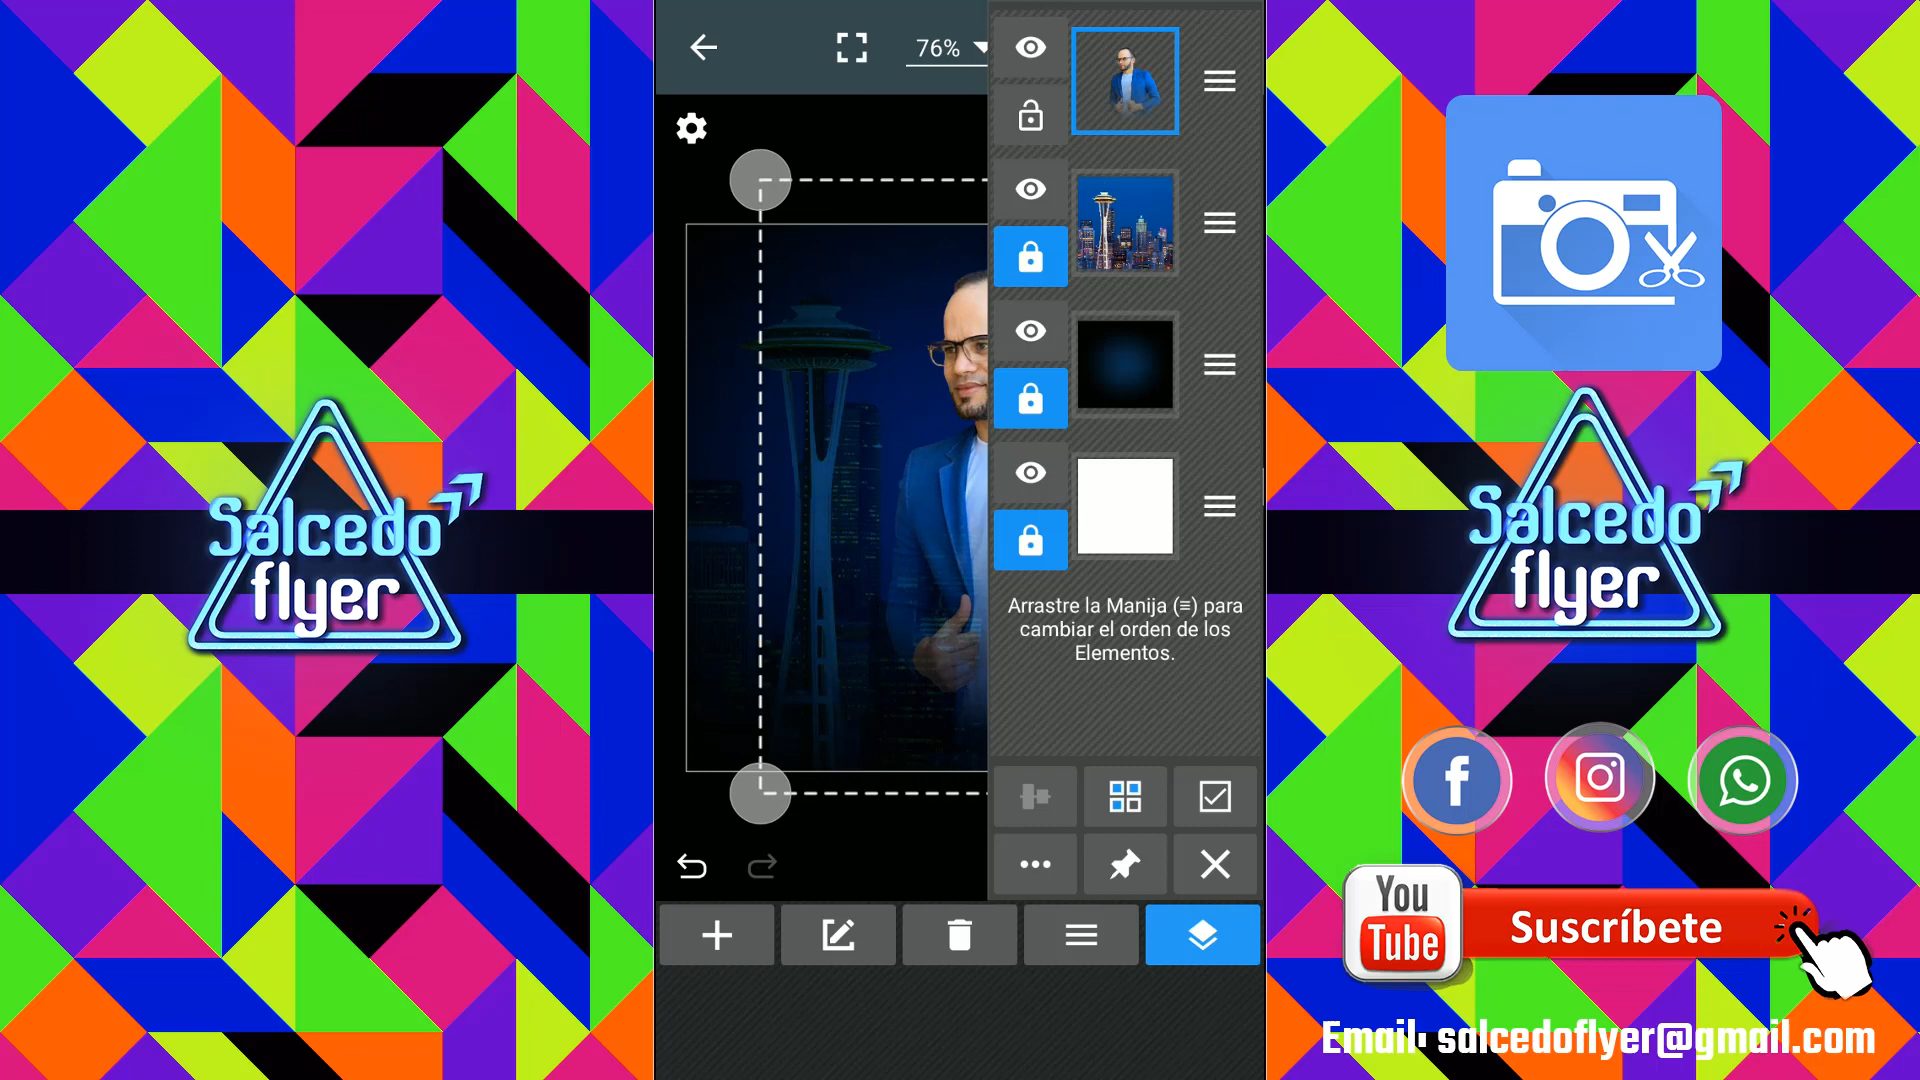 76%
Arrastre la Manija (≡) para
cambiar el orden de los
Elementos.
Salcedo
flyer
Salcedo
flyer
You
Tube
Suscríbete
Email: salcedoflyer@gmail.com